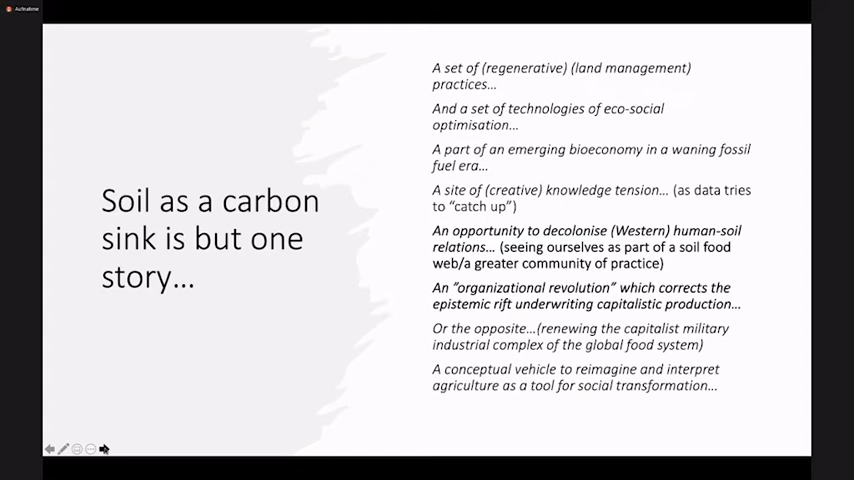 Aufnahme
Soil as a carbon
sink is but one
story...
A set of (regenerative) (land management)
practices...
And a set of technologies of eco-social
optimisation...
A part of an emerging bioeconomy in a waning fossil
fuel era...
A site of (creative) knowledge tension... (as data tries
to “catch up”)
An opportunity to decolonise (Western) human-soil
relations... (seeing ourselves as part of a soil food
web/a greater community of practice)
An ”organizational revolution” which corrects the
epistemic rift underwriting capitalistic production...
Or the opposite...(renewing the capitalist military
industrial complex of the global food system)
A conceptual vehicle to reimagine and interpret
agriculture as a tool for social transformation...